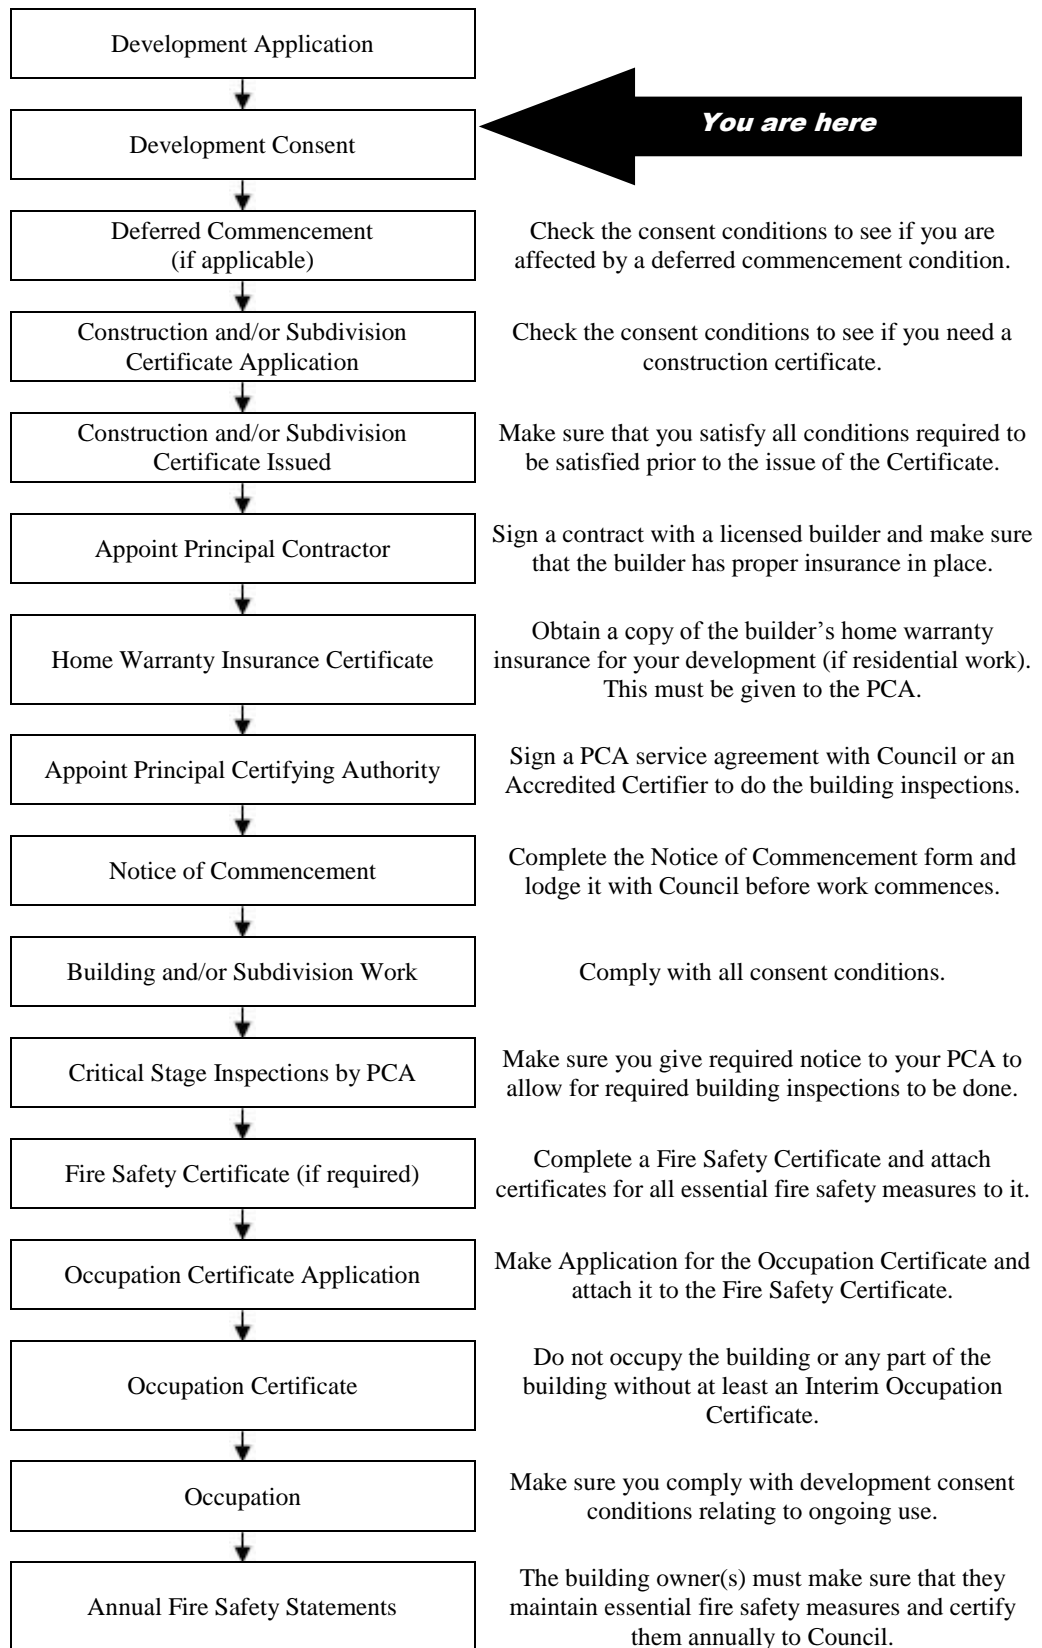 Development Application
Development Consent
You are here
Deferred Commencement
(if applicable)
Check the consent conditions to see if you are
affected by a deferred commencement condition.
Construction and/or Subdivision
Certificate Application
Check the consent conditions to see if you need a
construction certificate.
Construction and/or Subdivision
Certificate Issued
Make sure that you satisfy all conditions required to
be satisfied prior to the issue of the Certificate.
Appoint Principal Contractor
Sign a contract with a licensed builder and make sure
that the builder has proper insurance in place.
Home Warranty Insurance Certificate
Obtain a copy of the builder’s home warranty
insurance for your development (if residential work).
This must be given to the PCA.
Appoint Principal Certifying Authority
Sign a PCA service agreement with Council or an
Accredited Certifier to do the building inspections.
Notice of Commencement
Complete the Notice of Commencement form and
lodge it with Council before work commences.
Building and/or Subdivision Work
Comply with all consent conditions.
Critical Stage Inspections by PCA
Make sure you give required notice to your PCA to
allow for required building inspections to be done.
Fire Safety Certificate (if required)
Complete a Fire Safety Certificate and attach
certificates for all essential fire safety measures to it.
Occupation Certificate Application
Make Application for the Occupation Certificate and
attach it to the Fire Safety Certificate.
Occupation Certificate
Do not occupy the building or any part of the
building without at least an Interim Occupation
Certificate.
Occupation
Make sure you comply with development consent
conditions relating to ongoing use.
Annual Fire Safety Statements
The building owner(s) must make sure that they
maintain essential fire safety measures and certify
them annually to Council.